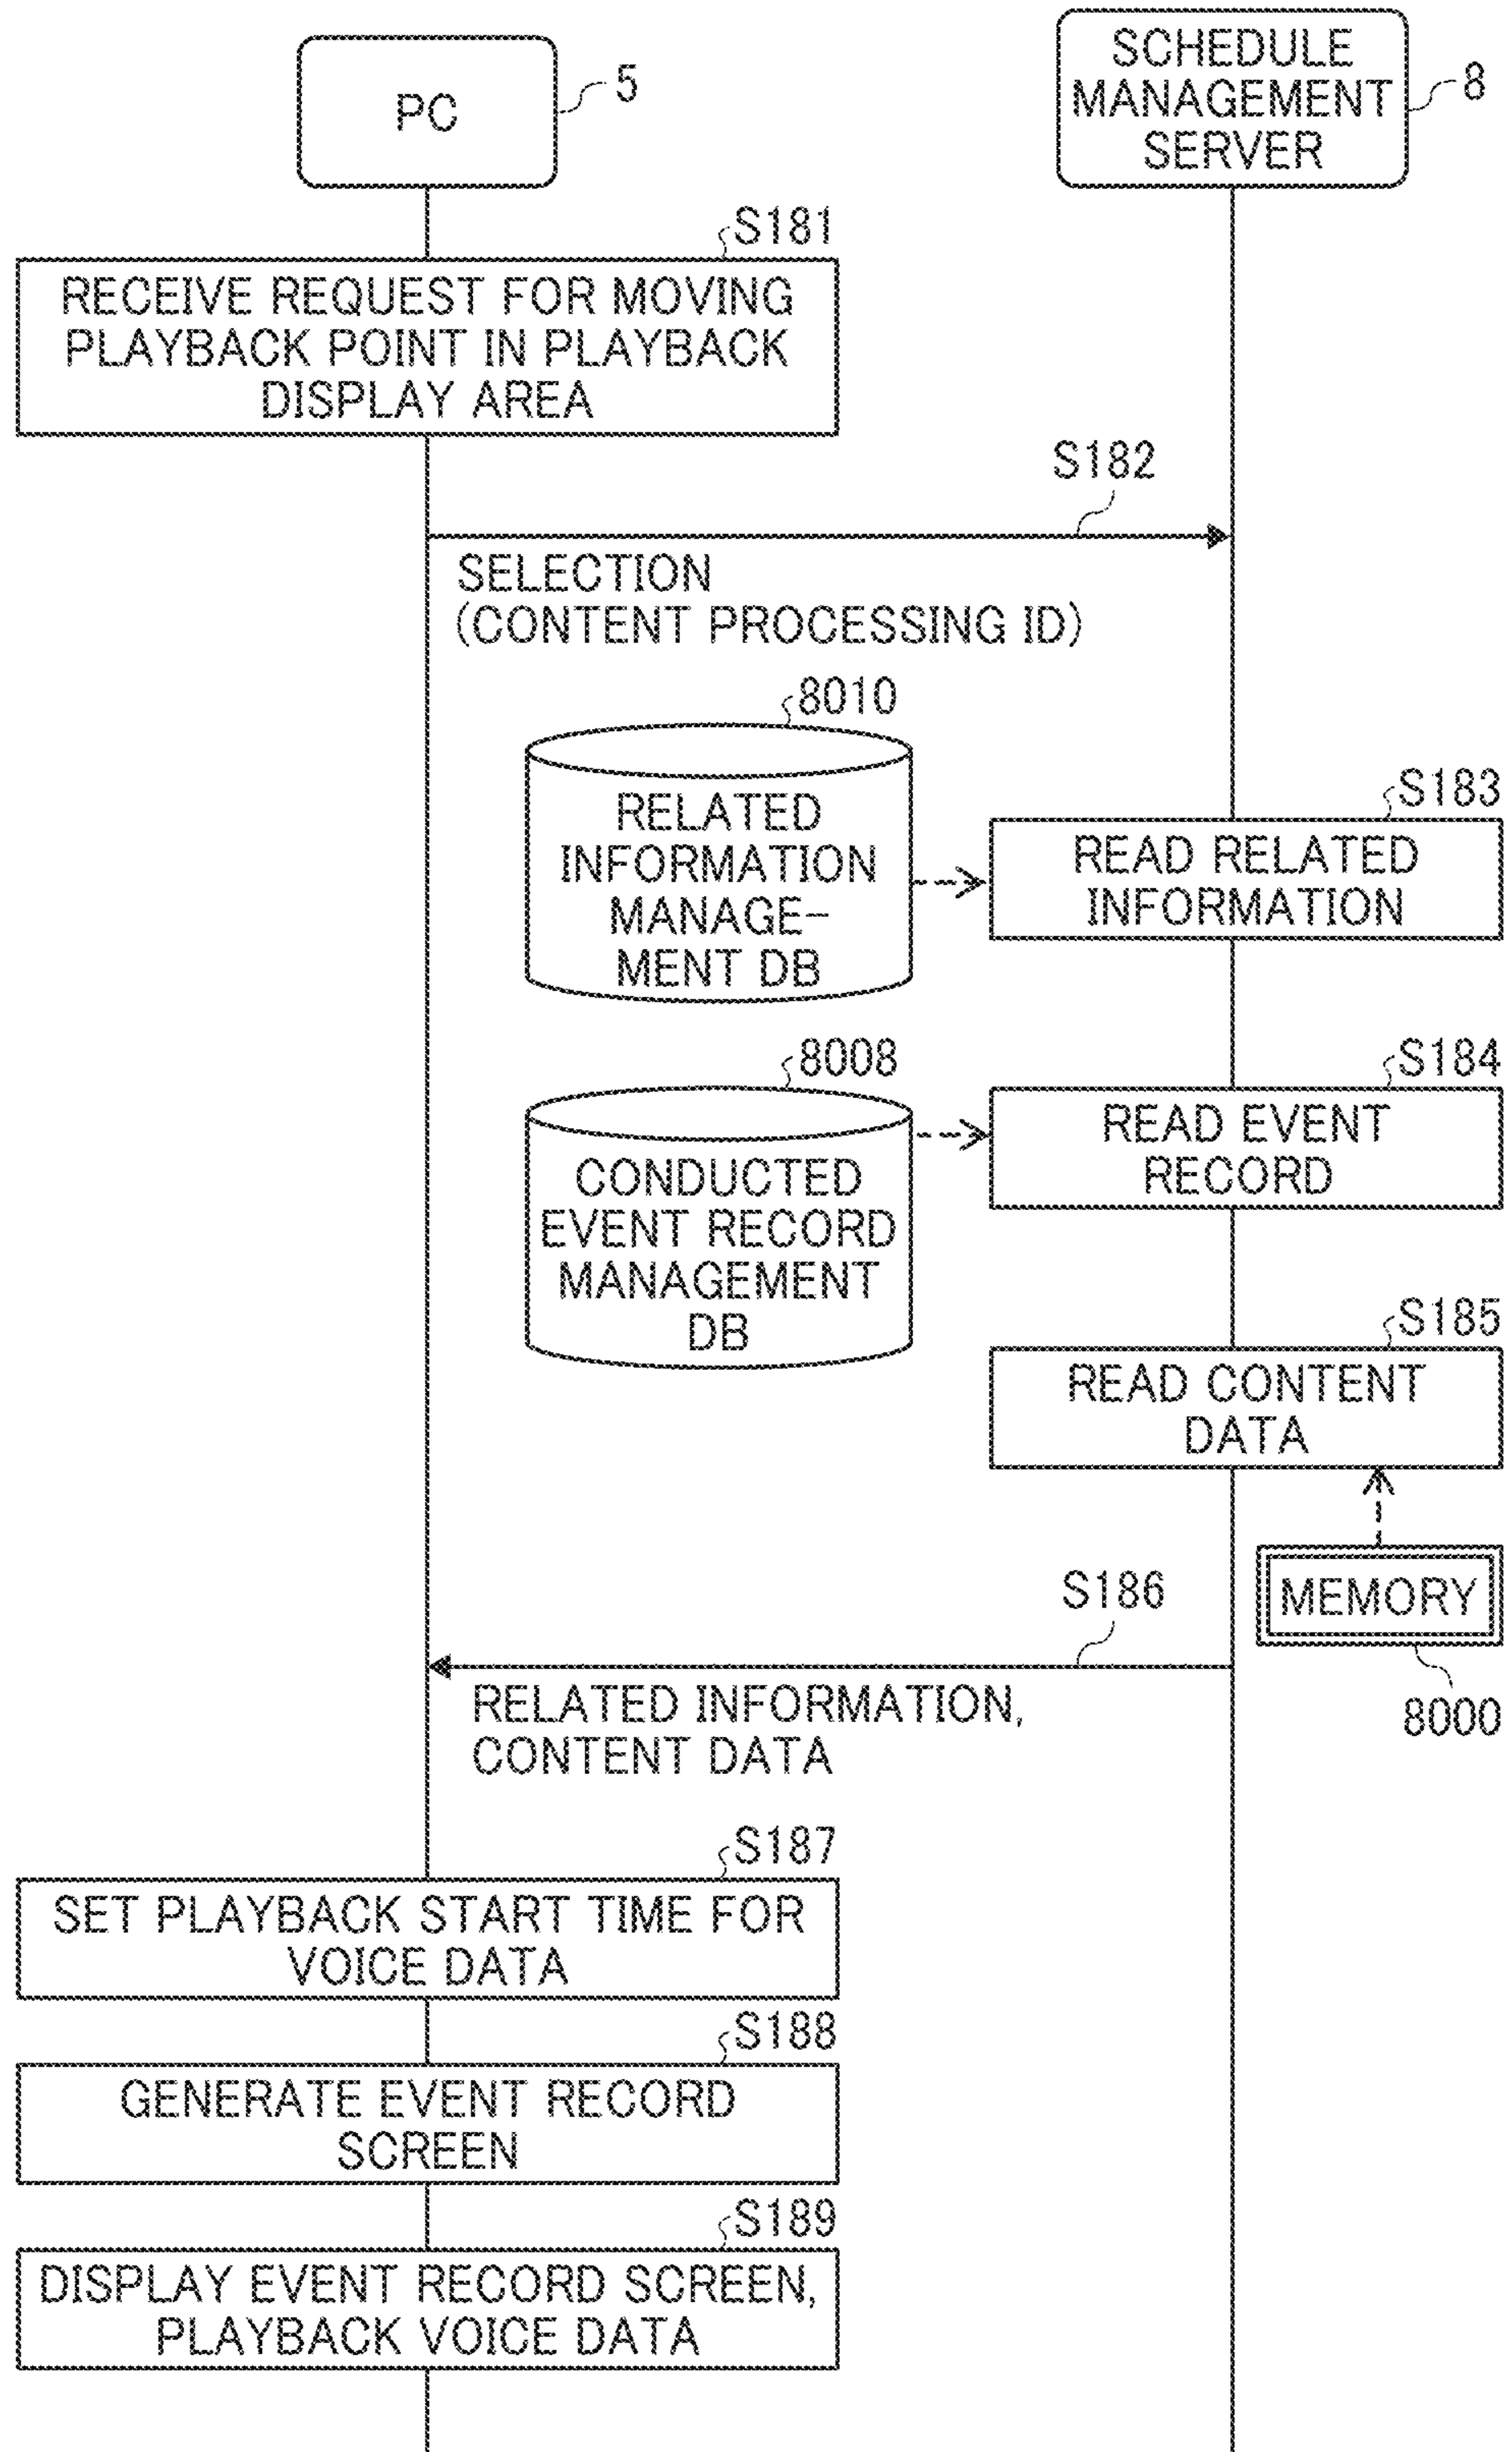 PC
5
SCHEDULE
MANAGEMENT
SERVER
8
S181
RECEIVE REQUEST FOR MOVING
PLAYBACK POINT IN PLAYBACK
DISPLAY AREA
S182
SELECTION
(CONTENT PROCESSING ID)
8010
RELATED
INFORMATION
MANAGE-
MENT DB
S183
READ RELATED
INFORMATION
8008
CONDUCTED
EVENT RECORD
MANAGEMENT
DB
S184
READ EVENT
RECORD
S185
READ CONTENT
DATA
MEMORY
8000
S186
RELATED INFORMATION,
CONTENT DATA
S187
SET PLAYBACK START TIME FOR
VOICE DATA
S188
GENERATE EVENT RECORD
SCREEN
S189
DISPLAY EVENT RECORD SCREEN,
PLAYBACK VOICE DATA